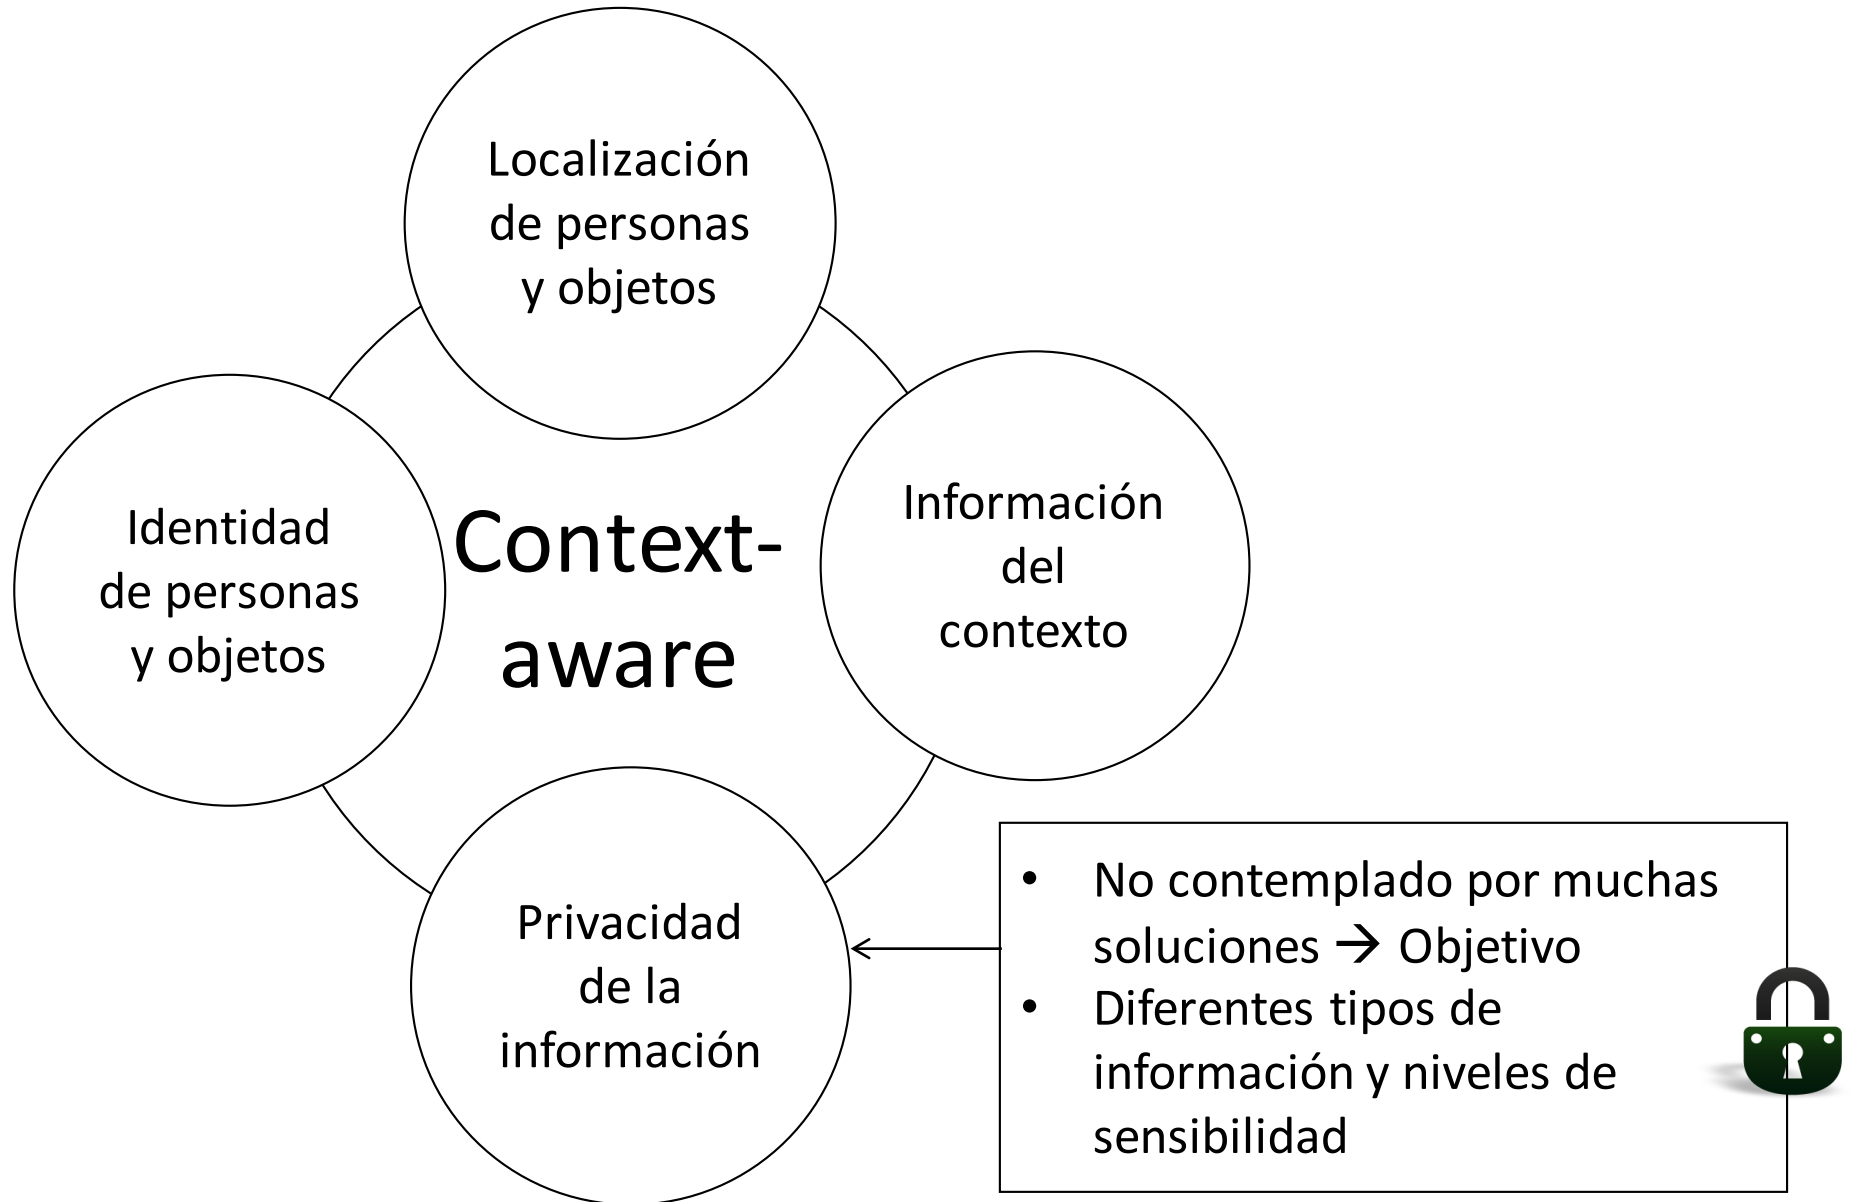 Localización
de personas
y objetos
Identidad
de personas
y objetos
Context-
aware
Información
del
contexto
Privacidad
de la
información
• No contemplado por muchas
soluciones → Objetivo
• Diferentes tipos de
información y niveles de
sensibilidad